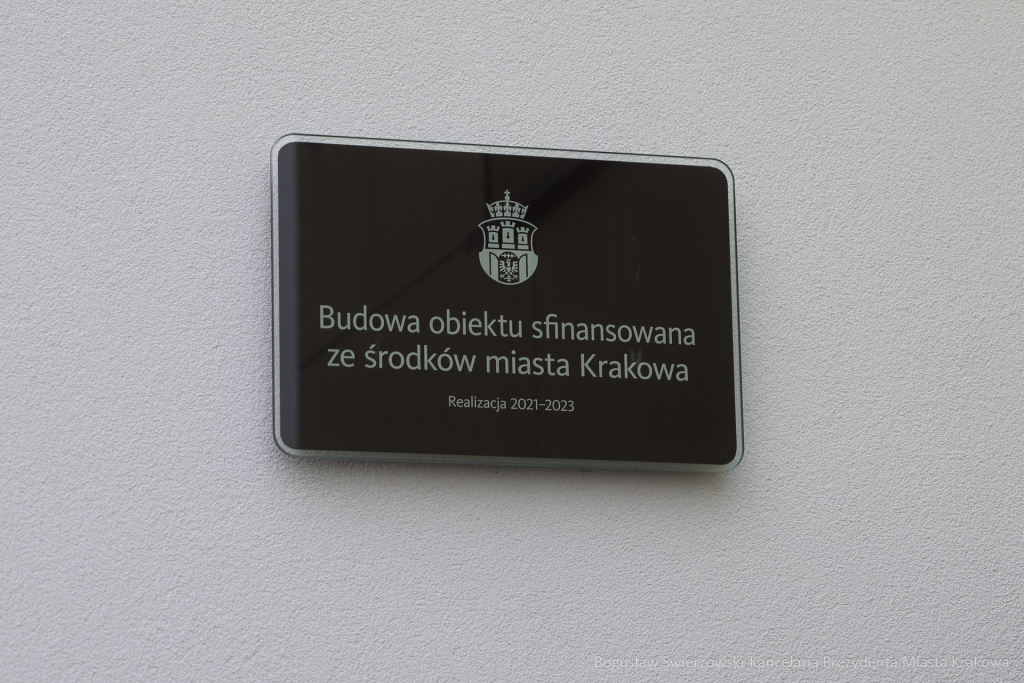 Budowa obiektu sfinansowana
ze środków miasta Krakowa
Realizacja 2021–2023
Bogusław Świerzowski-Kancelaria Prezydenta Miasta Krakowa